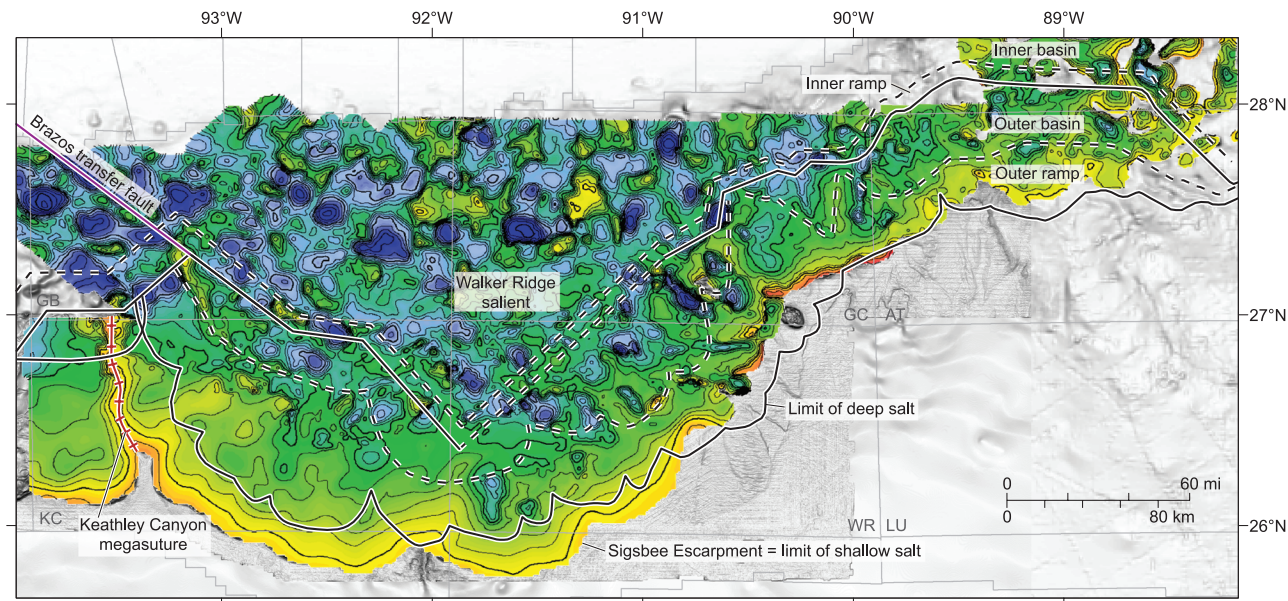 93°W
92°W
91°W
90°W
89°W
Inner basin
Inner ramp
28°N
Outer basin
Brazos transfer fault
Outer ramp
Walker Ridge
salient
GB
27°N
GC
AT
Limit of deep salt
0
60 mi
0
80 km
KC
Keathley Canyon
megasuture
WR
LU
26°N
Sigsbee Escarpment = limit of shallow salt